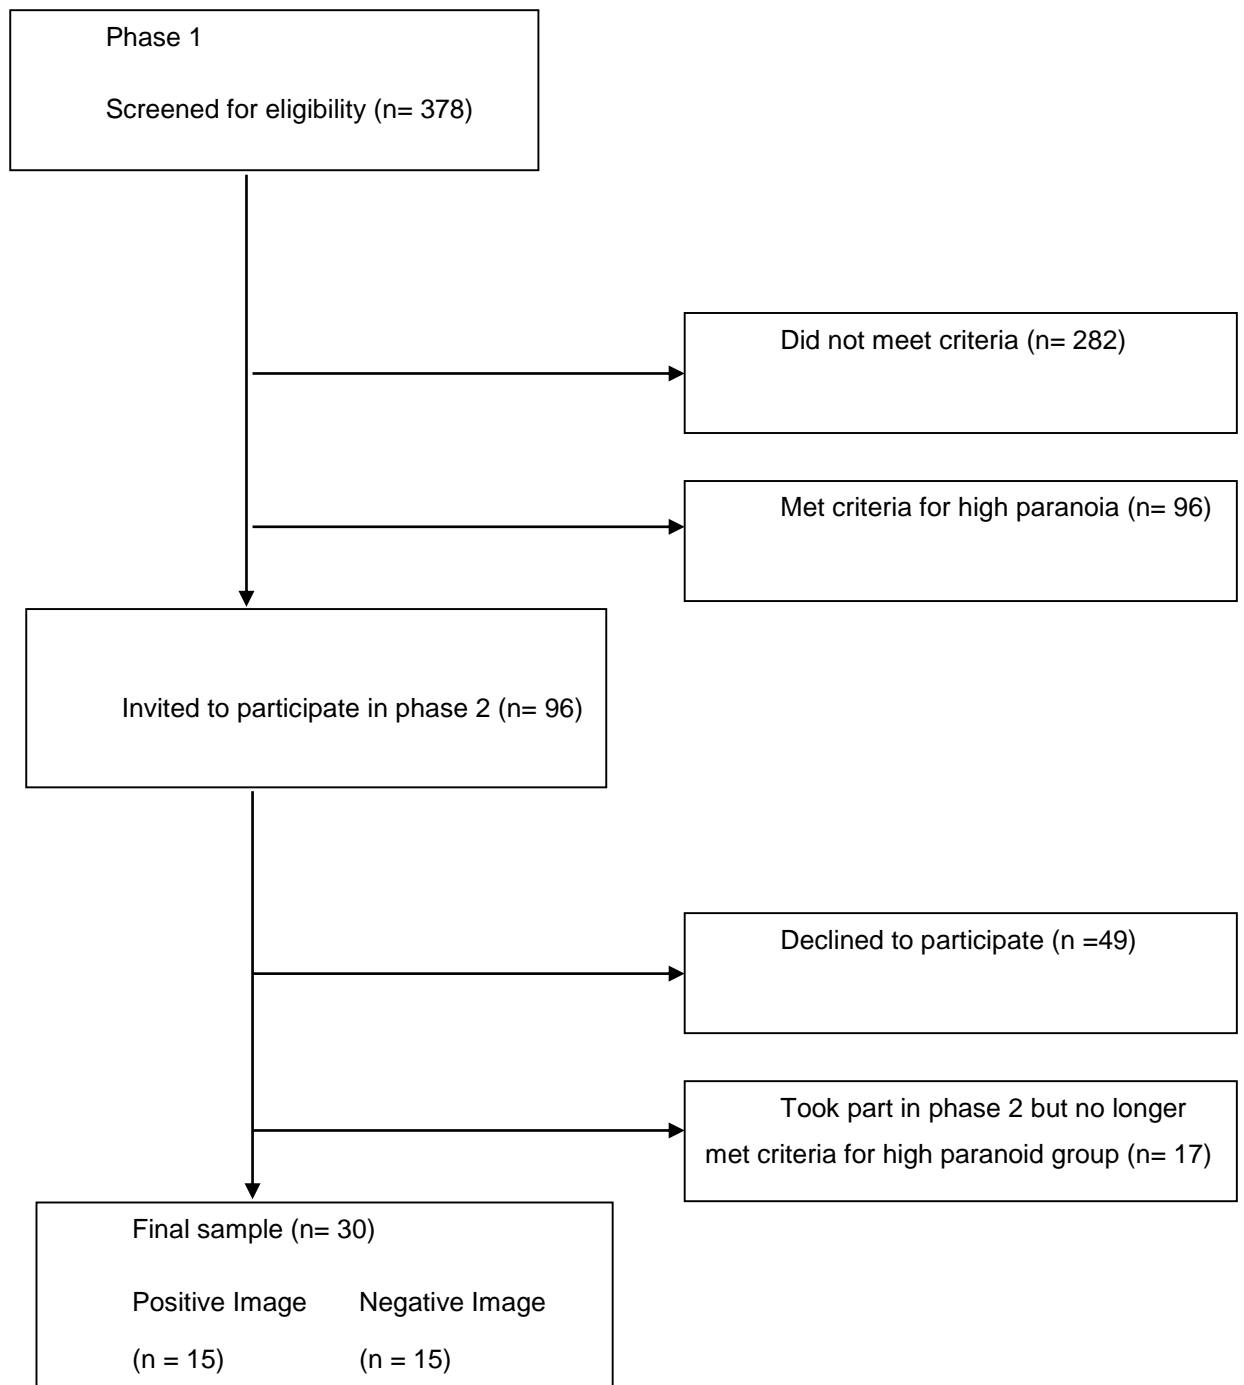 Phase 1
Screened for eligibility (n= 378)
Did not meet criteria (n= 282)
Met criteria for high paranoia (n= 96)
Invited to participate in phase 2 (n= 96)
Declined to participate (n =49)
Took part in phase 2 but no longer
met criteria for high paranoid group (n= 17)
Final sample (n= 30)
Positive Image Negative Image
(n = 15) (n = 15)